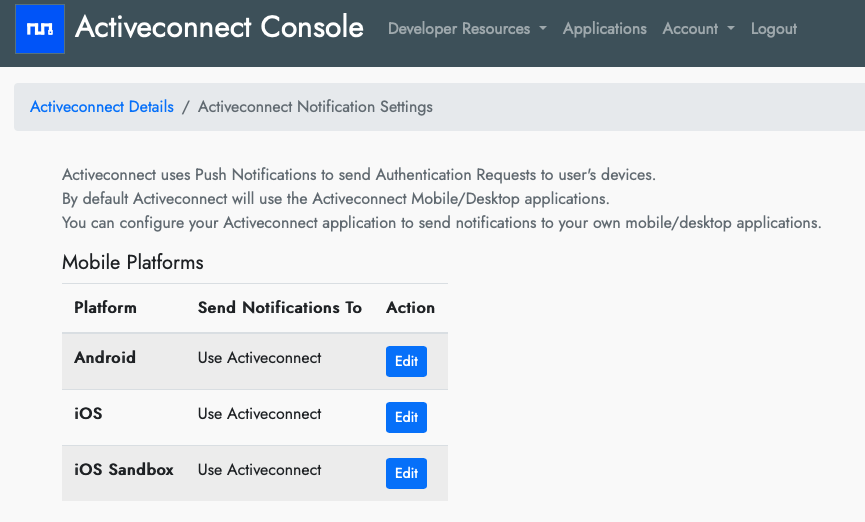 Activeconnect Console Developer Resources Applications Account Logout
Activeconnect Details / Activeconnect Notification Settings
Activeconnect uses Push Notifications to send Authentication Requests to user's devices.
By default Activeconnect will use the Activeconnect Mobile/Desktop applications.
You can configure your Activeconnect application to send notifications to your own mobile/desktop applications.
Mobile Platforms
Platform Send Notifications To Action
Android Use Activeconnect Edit
iOS Use Activeconnect Edit
iOS Sandbox Use Activeconnect Edit